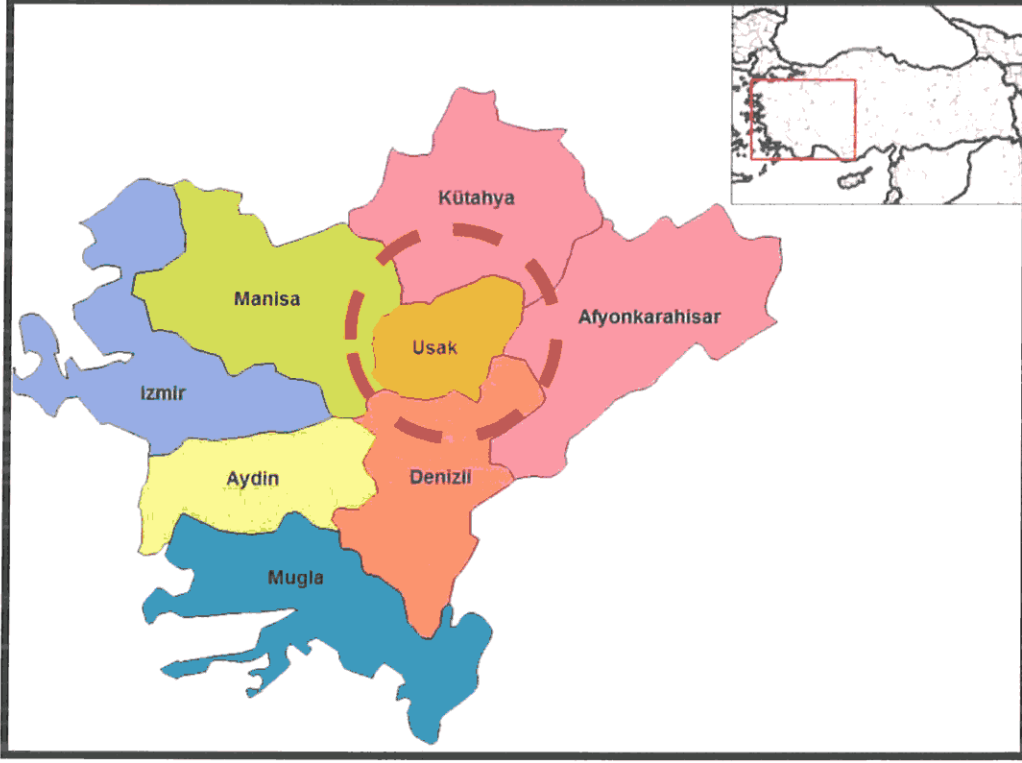 Kütahya
Manisa
Afyonkarahisar
Usak
izmir
Aydin
Denizli
Mugla